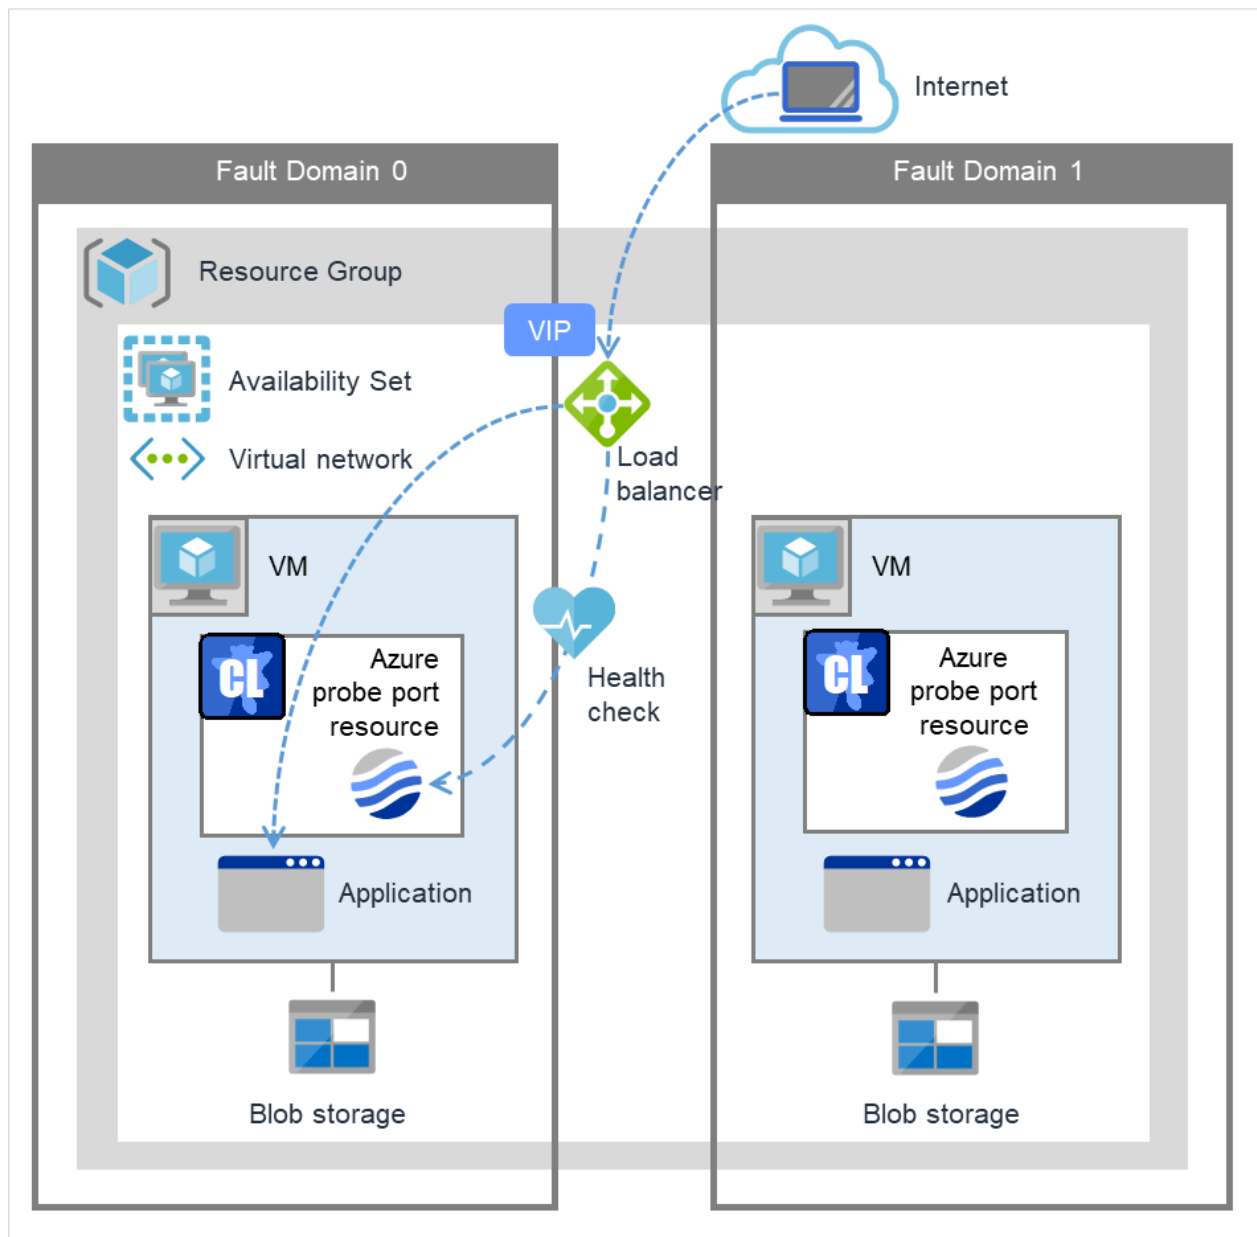 Internet
Fault Domain 0
Fault Domain 1
Resource Group
VIP
Availability Set
Virtual network
Load
balancer
VM
VM
CL
Azure
probe port
resource
CL
Azure
probe port
resource
Health
check
Application
Application
Blob storage
Blob storage